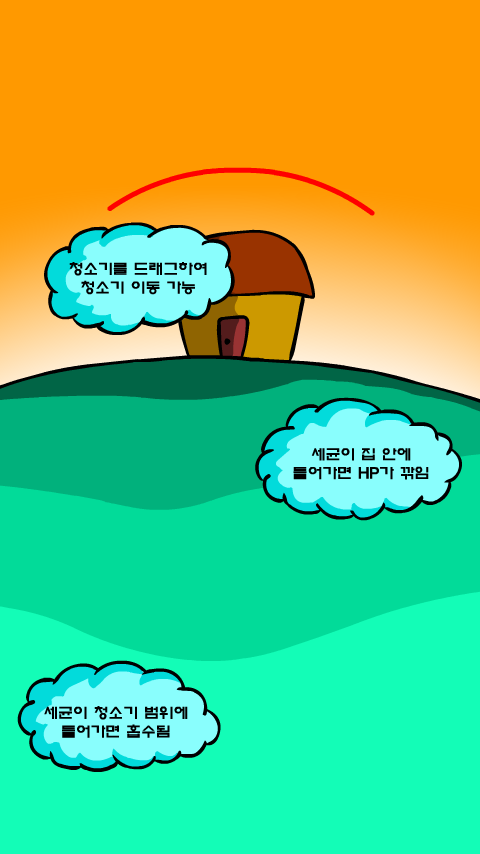 청소기를 드래그하여
청소기 이동 가능
세균이 집 안에
들어가면 HP가 깎임
세균이 청소기 범위에
들어가면 흡수됨